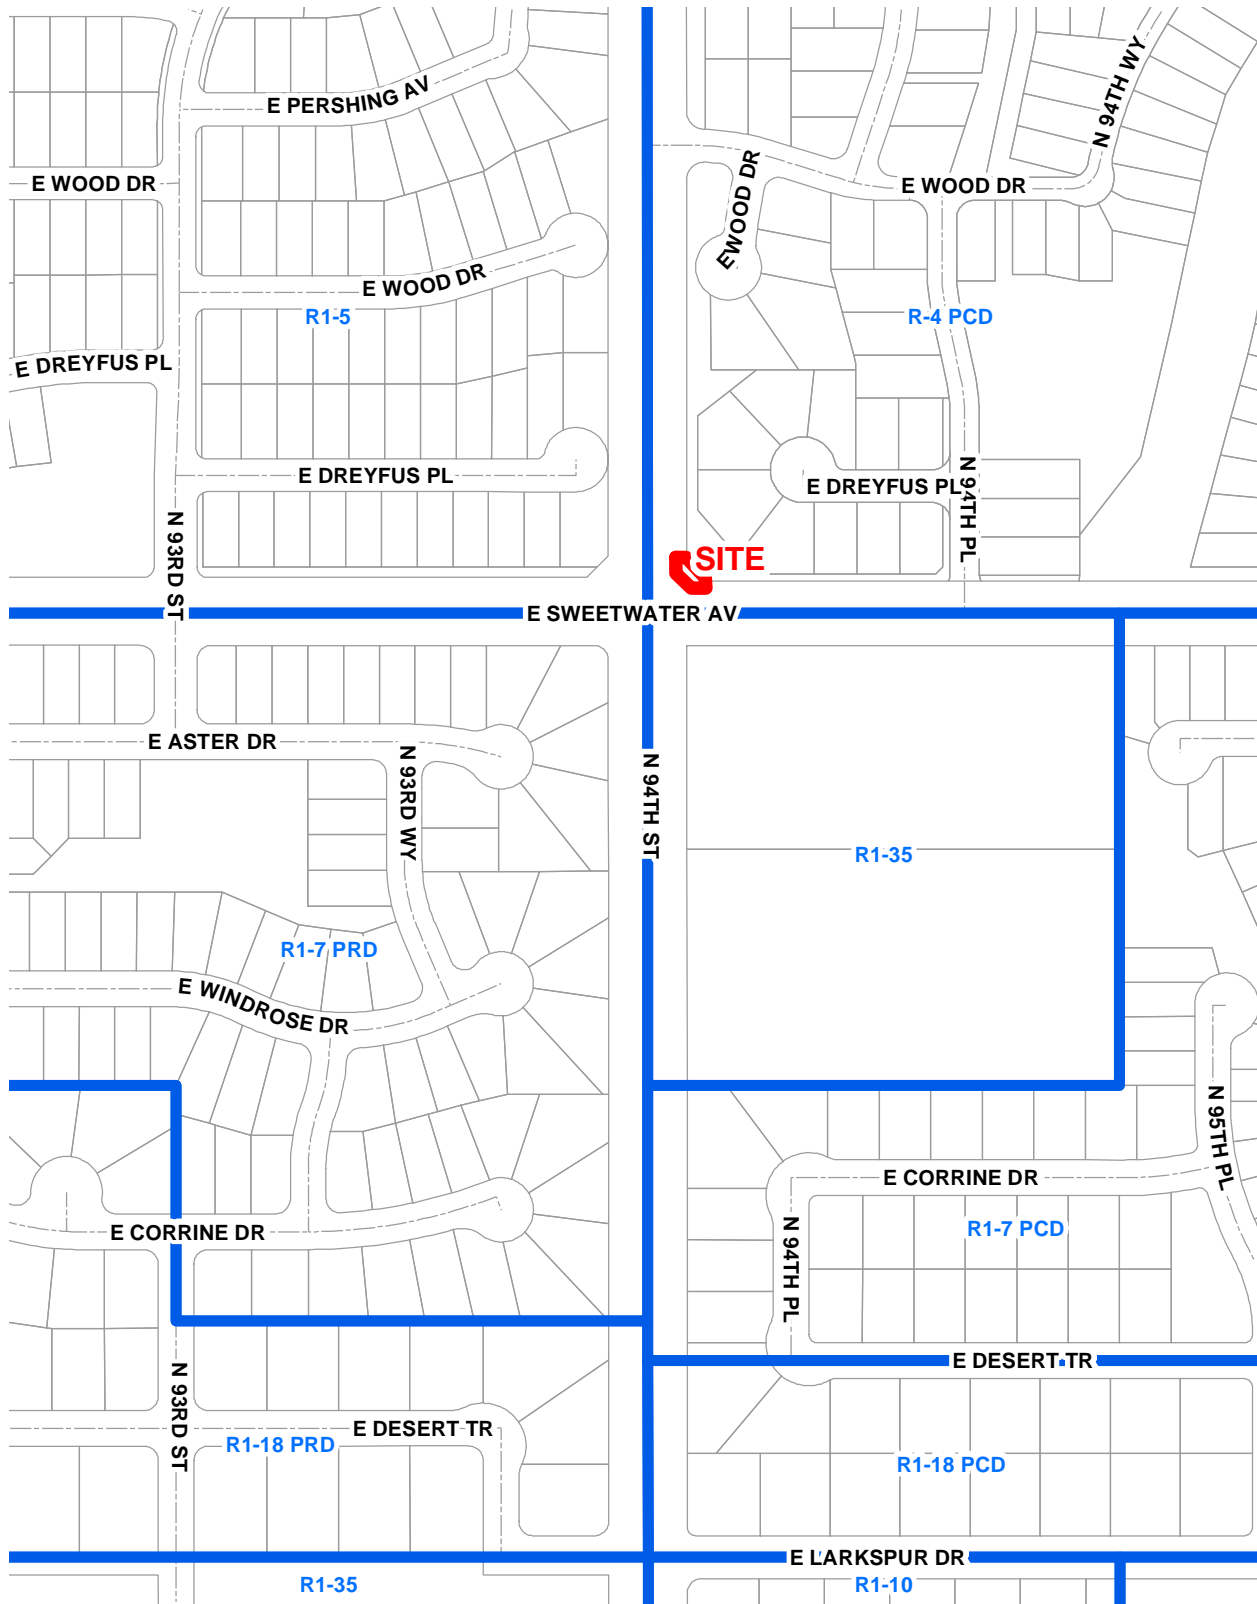 E PERSHING AV
N 94TH WY
E WOOD DR
E WOOD DR
E WOOD DR
E WOOD DR
R1-5
R-4 PCD
E DREYFUS PL
E DREYFUS PL
E DREYFUS PL
N 94TH PL
N 93RD ST
SITE
E SWEETWATER AV
E ASTER DR
N 93RD WY
N 94TH ST
R1-35
R1-7 PRD
E WINDROSE DR
N 95TH PL
E CORRINE DR
E CORRINE DR
R1-7 PCD
N 94TH PL
E DESERT TR
N 93RD ST
E DESERT TR
R1-18 PRD
R1-18 PCD
E LARKSPUR DR
R1-35
R1-10